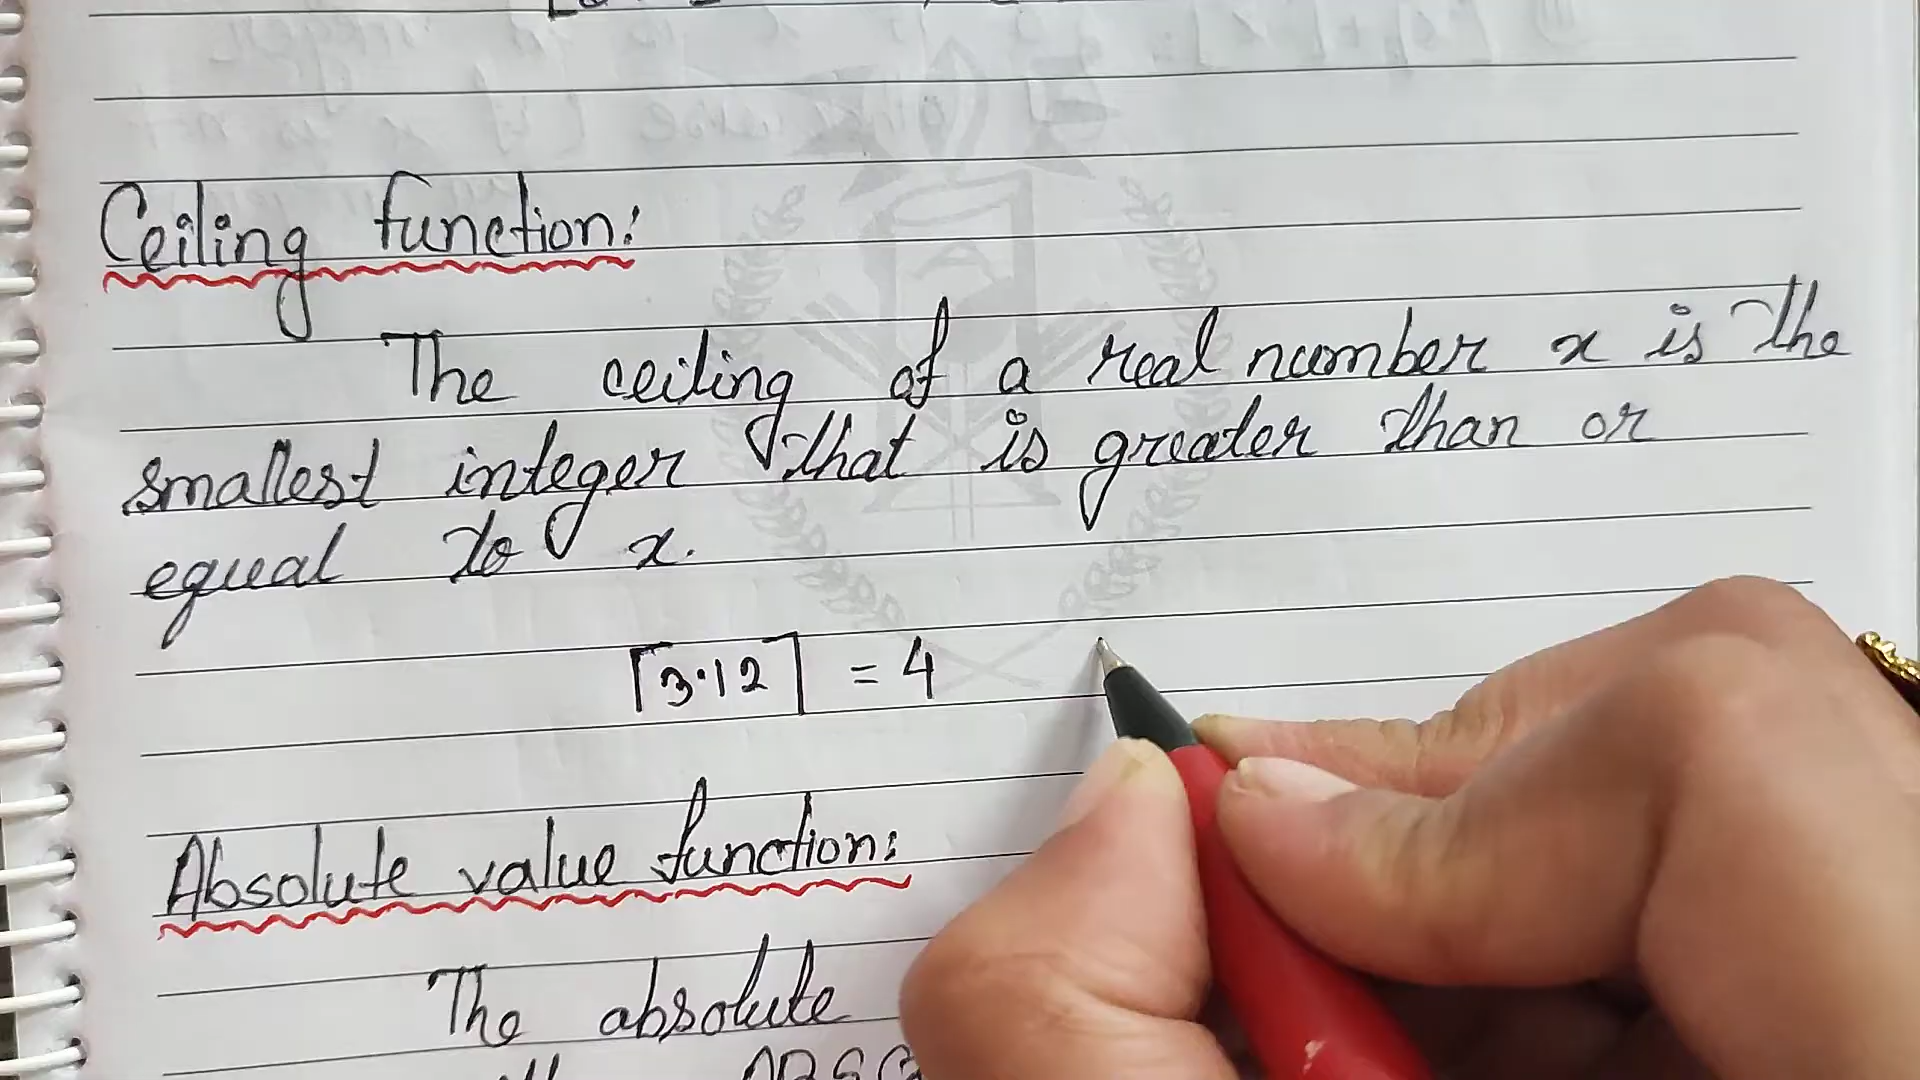 Ceiling function:
The ceiling of a real number x is the
smallest integer that is greater than or
equal to x.
⌈3.12⌉ = 4
Absolute value function:
The absolute